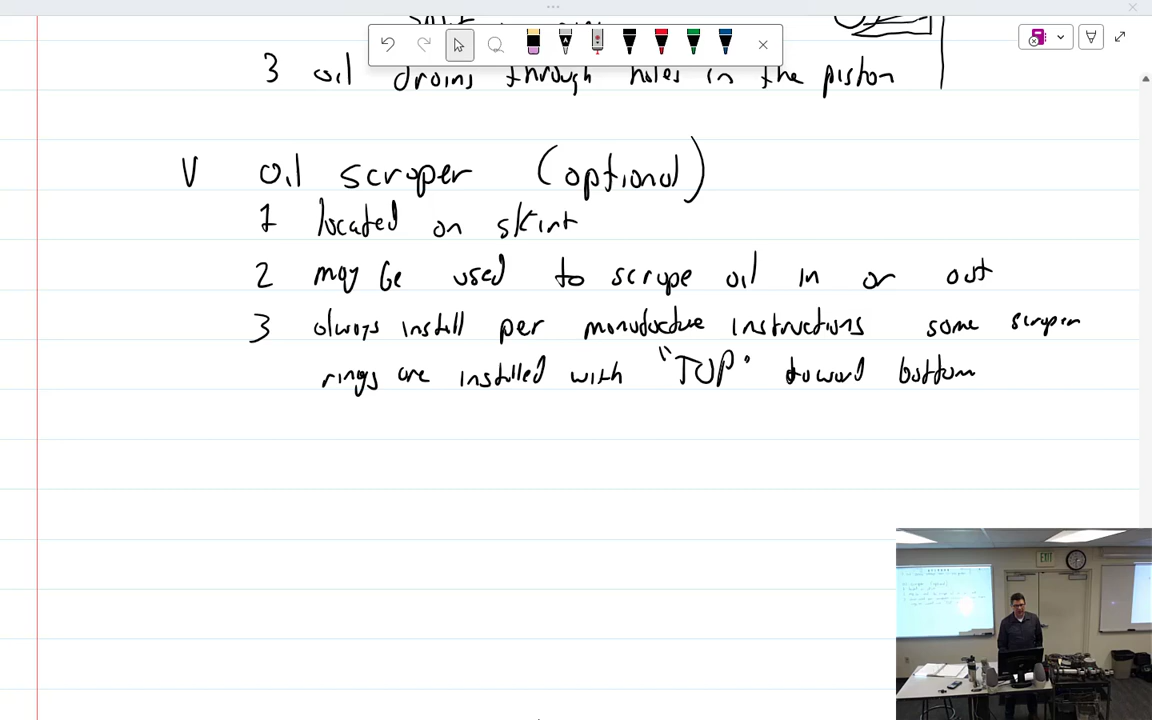 3 oil drains through holes in the piston
V oil scraper (optional)
1 located on skirt
2 may be used to scrape oil in or out
3 always install per manufacture instructions some scraper
rings are installed with "TOP" toward bottom
EXIT